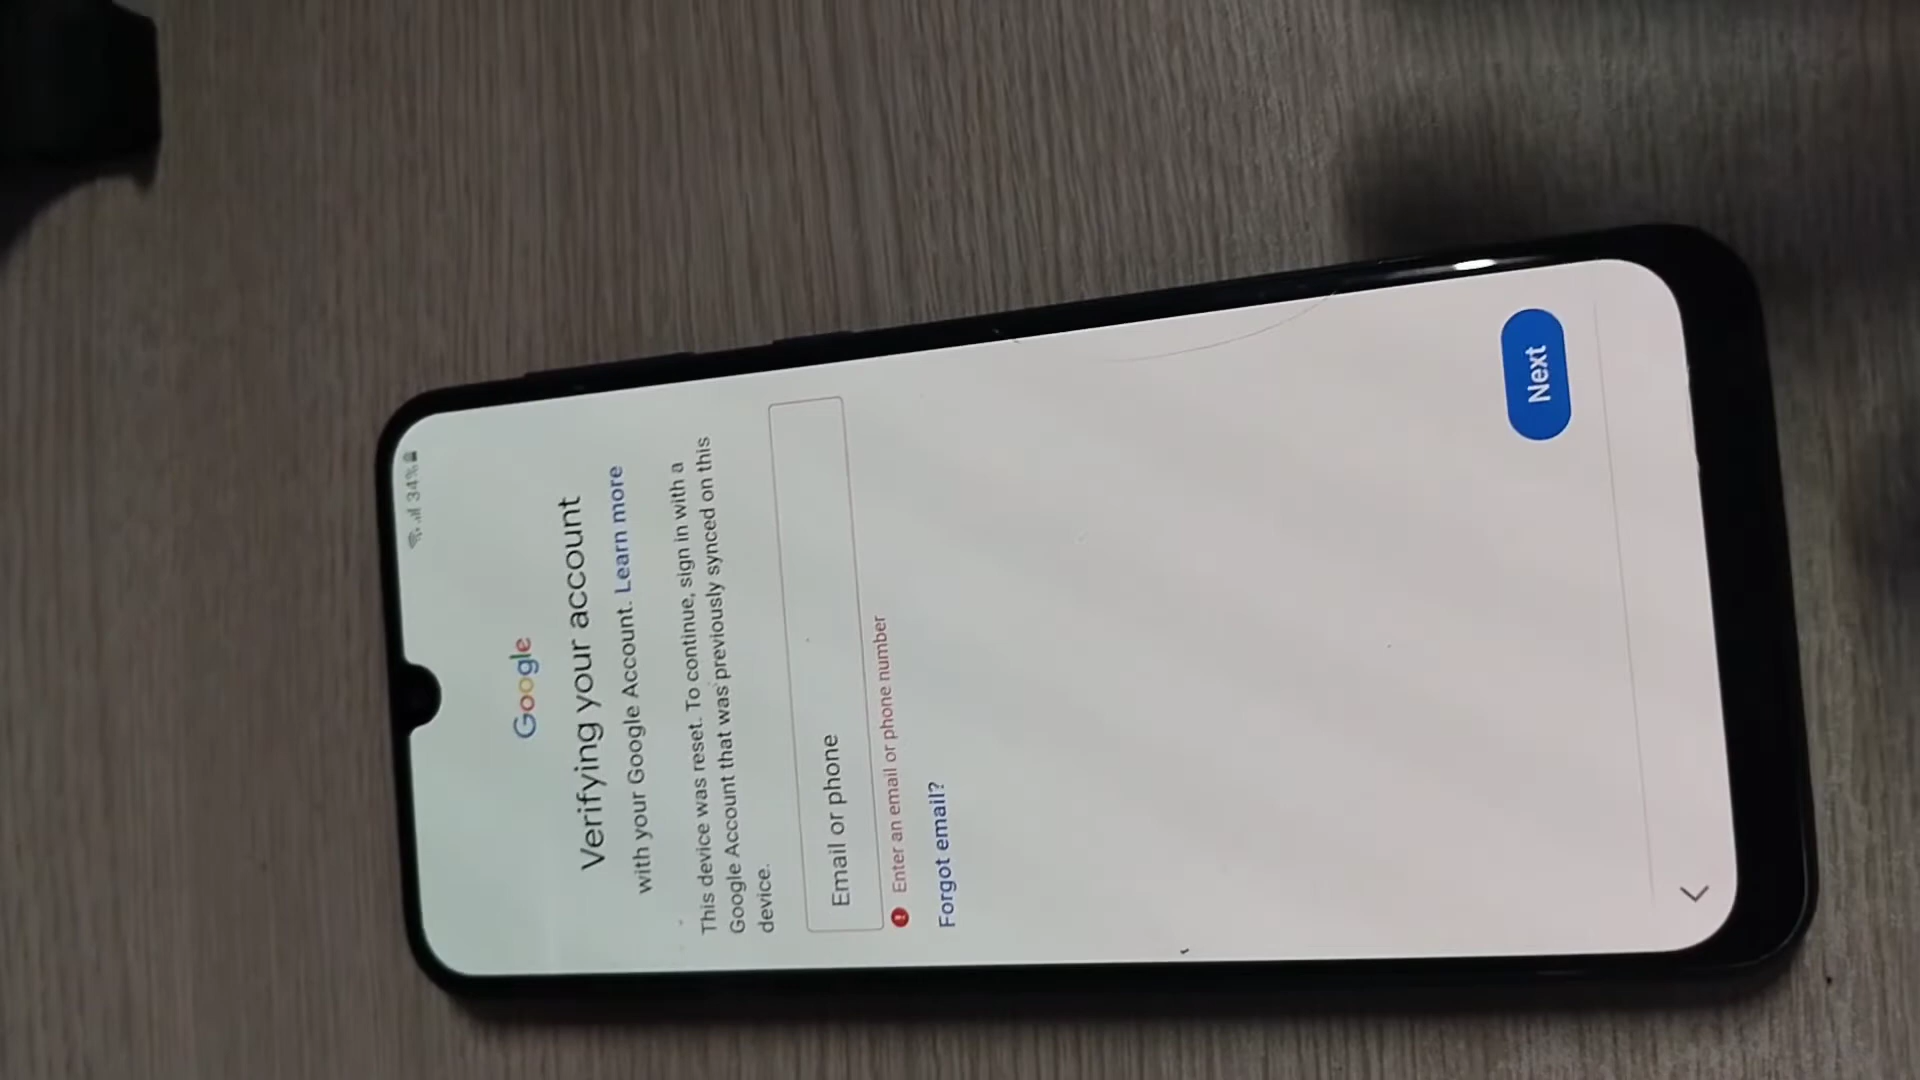 34%
Google
Verifying your account
with your Google Account. Learn more
This device was reset. To continue, sign in with a
Google Account that was previously synced on this
device.
Email or phone
Enter an email or phone number
Forgot email?
Next